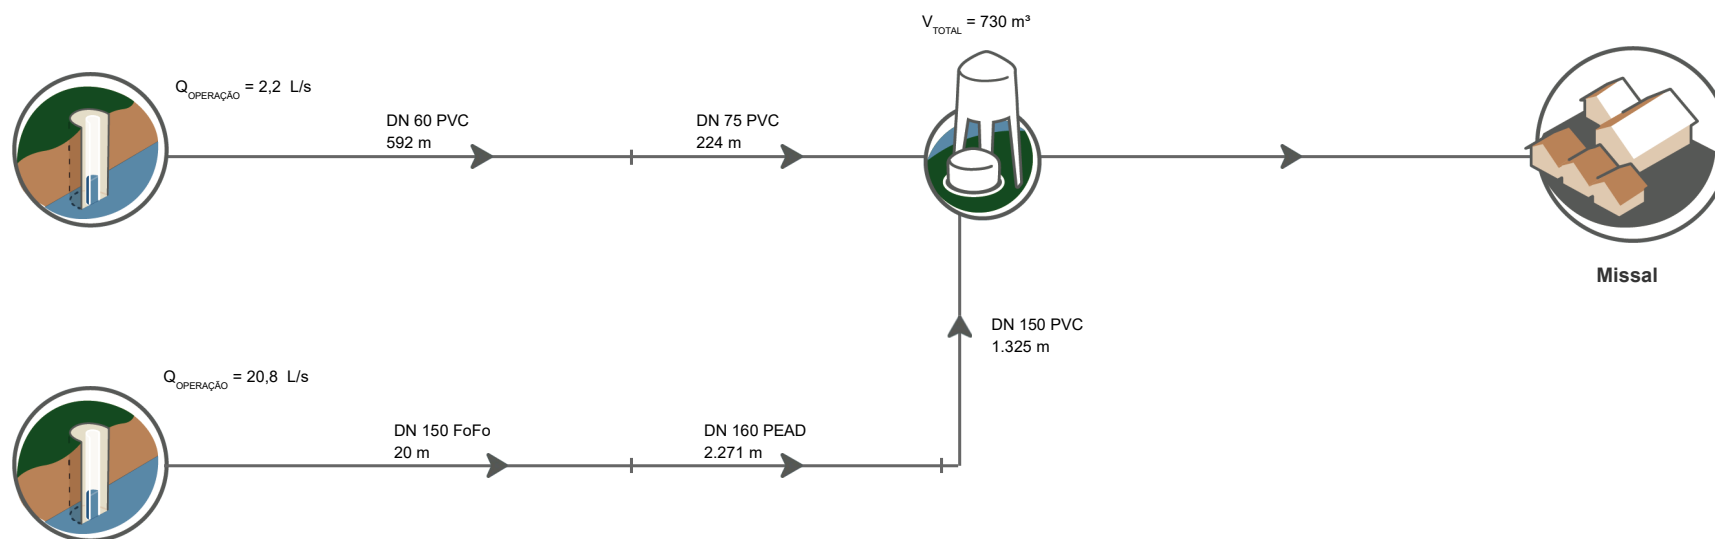 V TOTAL = 730 m³
Q OPERAÇÃO = 2,2 L/s
DN 60 PVC
592 m
DN 75 PVC
224 m
Missal
DN 150 PVC
1.325 m
Q OPERAÇÃO = 20,8 L/s
DN 150 FoFo
20 m
DN 160 PEAD
2.271 m